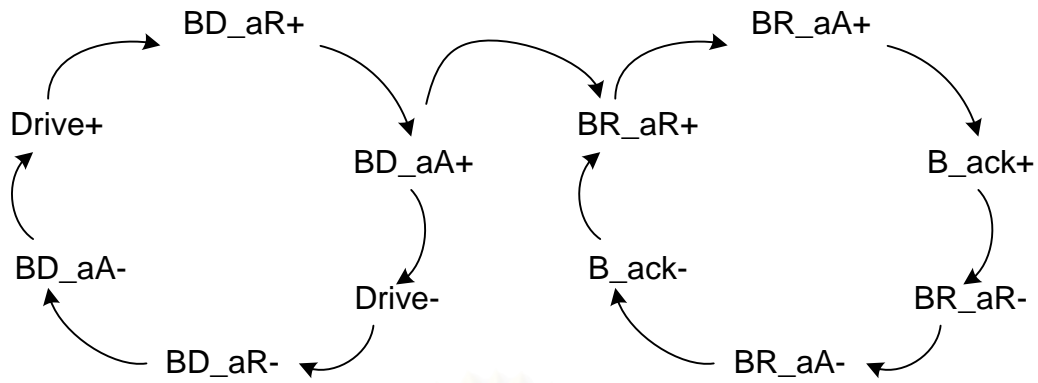 BD_aR+
BR_aA+
Drive+
BR_aR+
BD_aA+
B_ack+
BD_aA-
B_ack-
Drive-
BR_aR-
BD_aR-
BR_aA-